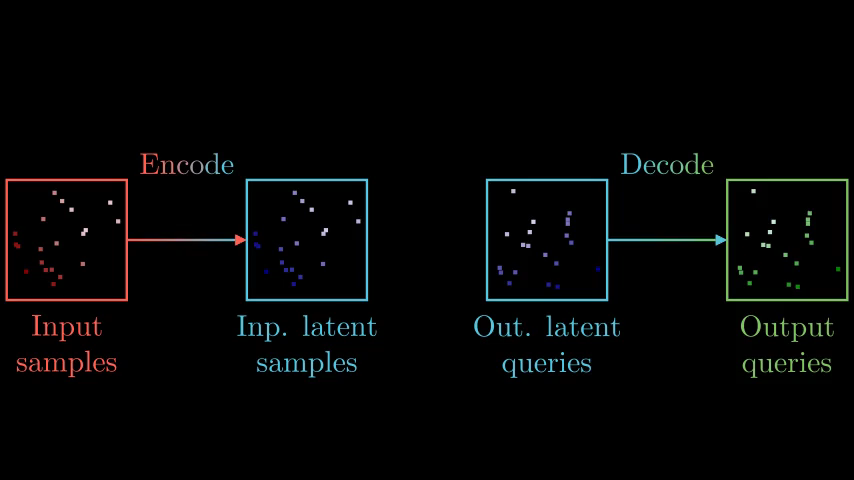 Encode
Decode
Input
samples
Inp. latent
samples
Out. latent
queries
Output
queries